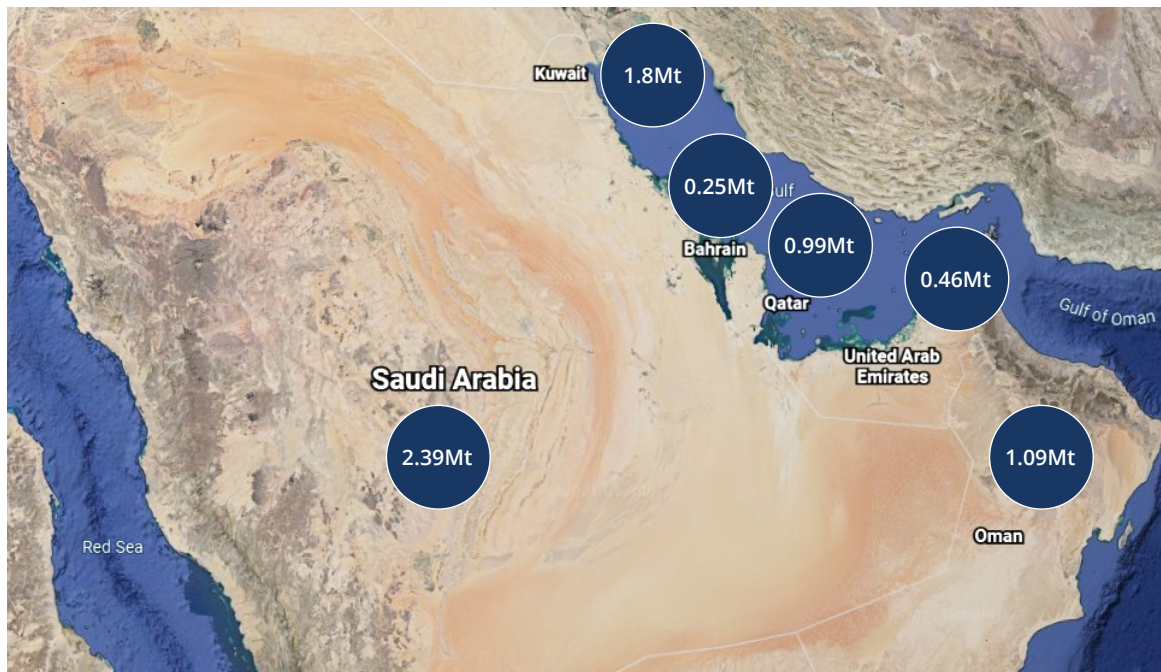 1.8Mt
Kuwait
0.25Mt
ulf
0.99Mt
Bahrain
0.46Mt
Qatar
Gulf of Oman
United Arab
Emirates
Saudi Arabia
2.39Mt
1.09Mt
Oman
Red Sea